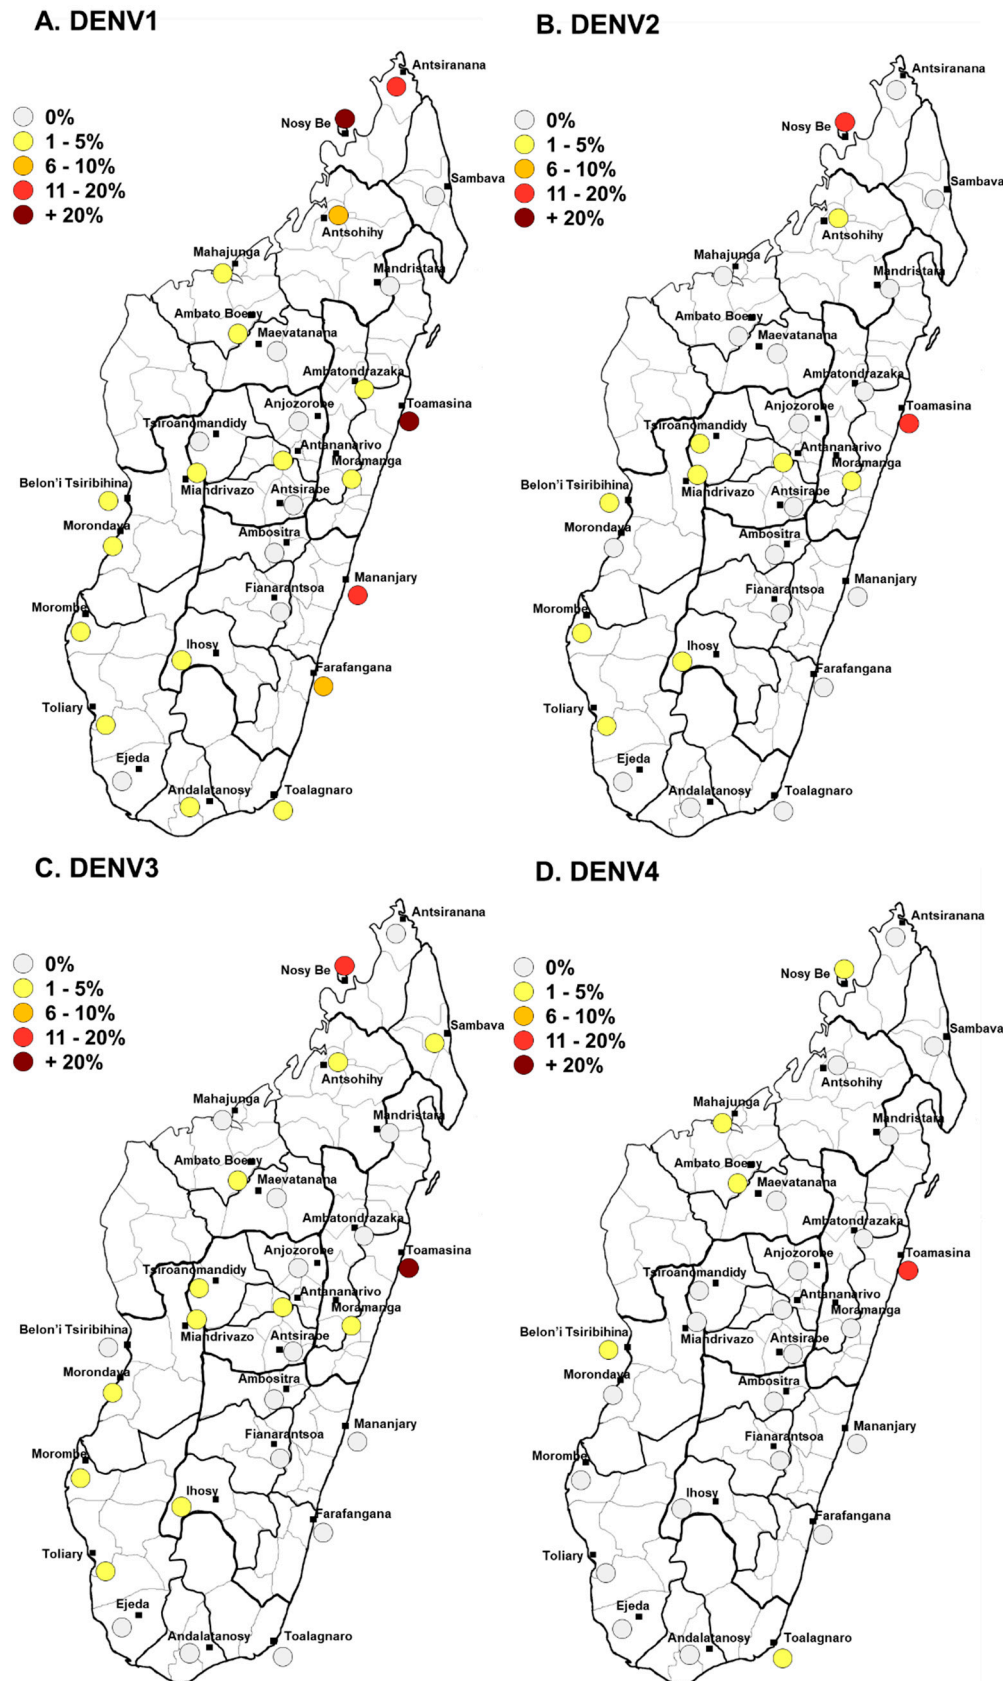 A. DENV1
0%
1 - 5%
6 - 10%
11 - 20%
+ 20%
Antsiranana
Nosy Be
Sambava
Antsohihy
Mahajunga
Mandristara
Ambato Boeny
Maevatanana
Ambatondrazaka
Anjozorobe
Toamasina
Tsiroanomandidy
Antananarivo
Moramanga
Belon'i Tsiribihina
Miandrivazo
Antsirabe
Morondava
Ambositra
Fianarantsoa
Mananjary
Morombe
Ihosy
Farafangana
Toliary
Ejeda
Andalatanosy
Toalagnaro
B. DENV2
0%
1 - 5%
6 - 10%
11 - 20%
+ 20%
Antsiranana
Nosy Be
Sambava
Antsohihy
Mahajunga
Mandristara
Ambato Boeny
Maevatanana
Ambatondrazaka
Anjozorobe
Toamasina
Tsiroanomandidy
Antananarivo
Moramanga
Belon'i Tsiribihina
Miandrivazo
Antsirabe
Morondava
Ambositra
Fianarantsoa
Mananjary
Morombe
Ihosy
Farafangana
Toliary
Ejeda
Andalatanosy
Toalagnaro
C. DENV3
0%
1 - 5%
6 - 10%
11 - 20%
+ 20%
Antsiranana
Nosy Be
Sambava
Antsohihy
Mahajunga
Mandristara
Ambato Boeny
Maevatanana
Ambatondrazaka
Anjozorobe
Toamasina
Tsiroanomandidy
Antananarivo
Moramanga
Belon'i Tsiribihina
Miandrivazo
Antsirabe
Morondava
Ambositra
Fianarantsoa
Mananjary
Morombe
Ihosy
Farafangana
Toliary
Ejeda
Andalatanosy
Toalagnaro
D. DENV4
0%
1 - 5%
6 - 10%
11 - 20%
+ 20%
Antsiranana
Nosy Be
Sambava
Antsohihy
Mahajunga
Mandristara
Ambato Boeny
Maevatanana
Ambatondrazaka
Anjozorobe
Toamasina
Tsiroanomandidy
Antananarivo
Moramanga
Belon'i Tsiribihina
Miandrivazo
Antsirabe
Morondava
Ambositra
Fianarantsoa
Mananjary
Morombe
Ihosy
Farafangana
Toliary
Ejeda
Andalatanosy
Toalagnaro